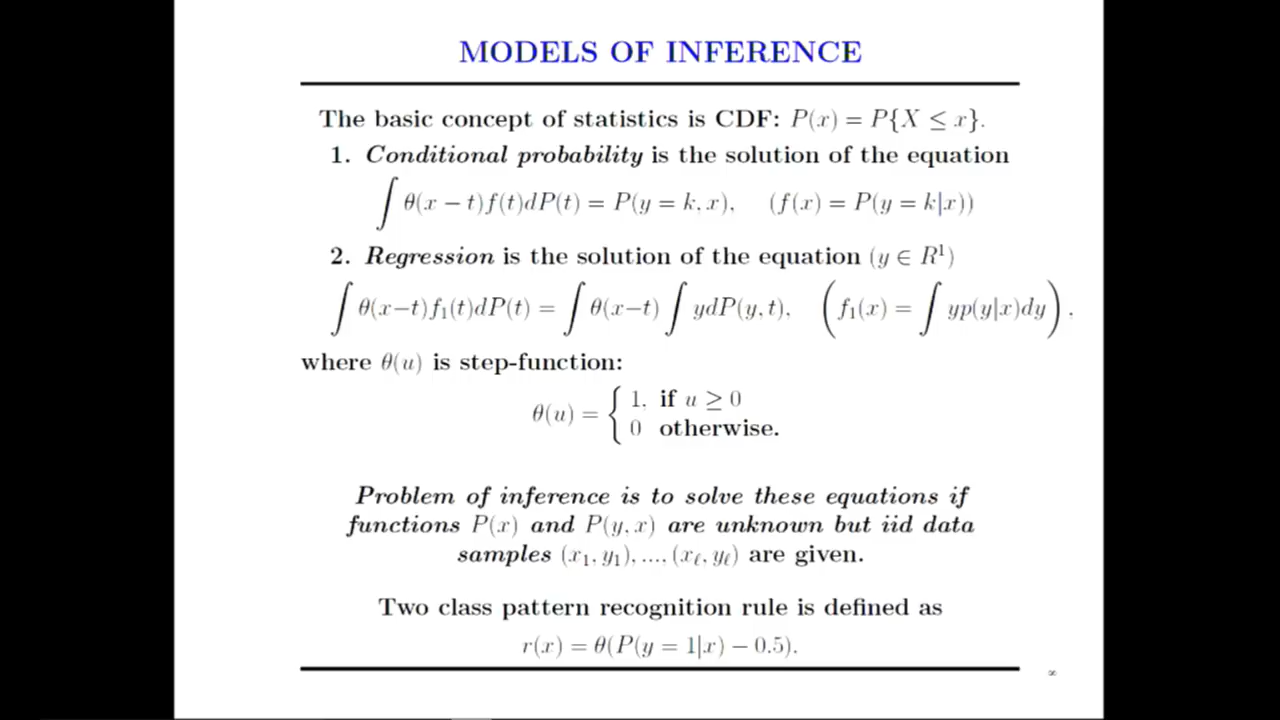 MODELS OF INFERENCE
The basic concept of statistics is CDF: P(x) = P{X ≤ x}.
1. Conditional probability is the solution of the equation
∫ θ(x − t)f(t)dP(t) = P(y = k, x), (f(x) = P(y = k|x))
2. Regression is the solution of the equation (y ∈ R¹)
∫ θ(x−t)f₁(t)dP(t) = ∫ θ(x−t) ∫ ydP(y, t), (f₁(x) = ∫ yp(y|x)dy).
where θ(u) is step-function:
θ(u) = { 1, if u ≥ 0
0 otherwise.
Problem of inference is to solve these equations if
functions P(x) and P(y, x) are unknown but iid data
samples (x₁, y₁), ..., (xℓ, yℓ) are given.
Two class pattern recognition rule is defined as
r(x) = θ(P(y = 1|x) − 0.5).